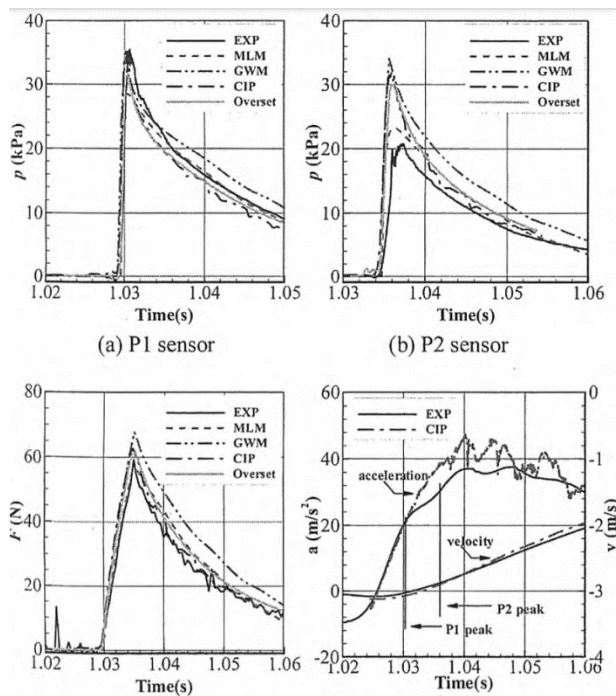 40
30
20
10
0
p (kPa)
EXP
MLM
GWM
CIP
Overset
1.02 1.03 1.04 1.05
Time(s)
(a) P1 sensor
40
30
20
10
0
p (kPa)
EXP
MLM
GWM
CIP
Overset
1.03 1.04 1.05 1.06
Time(s)
(b) P2 sensor
80
60
40
20
0
F (N)
EXP
MLM
GWM
CIP
Overset
1.02 1.03 1.04 1.05 1.06
Time(s)
60
40
20
0
-20
a (m/s²)
EXP
CIP
acceleration
velocity
P2 peak
P1 peak
0
-1
-2
-3
-4
v (m/s)
1.02 1.03 1.04 1.05 1.06
Time(s)